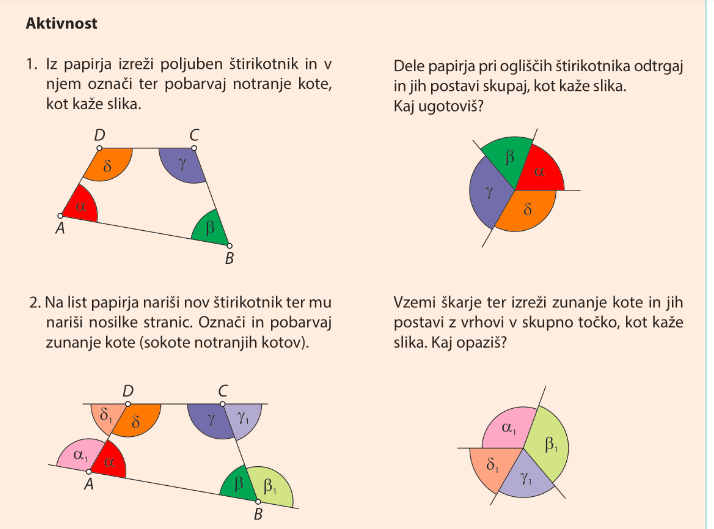 Aktivnost
1. Iz papirja izreži poljuben štirikotnik in v
njem označi ter pobarvaj notranje kote,
kot kaže slika.
Dele papirja pri ogliščih štirikotnika odtrgaj
in jih postavi skupaj, kot kaže slika.
Kaj ugotoviš?
D
C
δ
γ
α
β
A
B
β
α
γ
δ
2. Na list papirja nariši nov štirikotnik ter mu
nariši nosilke stranic. Označi in pobarvaj
zunanje kote (sokote notranjih kotov).
Vzemi škarje ter izreži zunanje kote in jih
postavi z vrhovi v skupno točko, kot kaže
slika. Kaj opaziš?
D
C
δ₁
δ
γ
γ₁
α₁
α
β
β₁
A
B
α₁
β₁
δ₁
γ₁